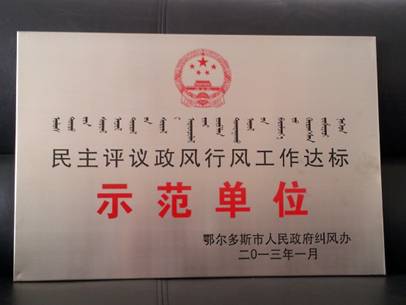 民主评议政风行风工作达标
示范单位
鄂尔多斯市人民政府纠风办
二〇一三年一月